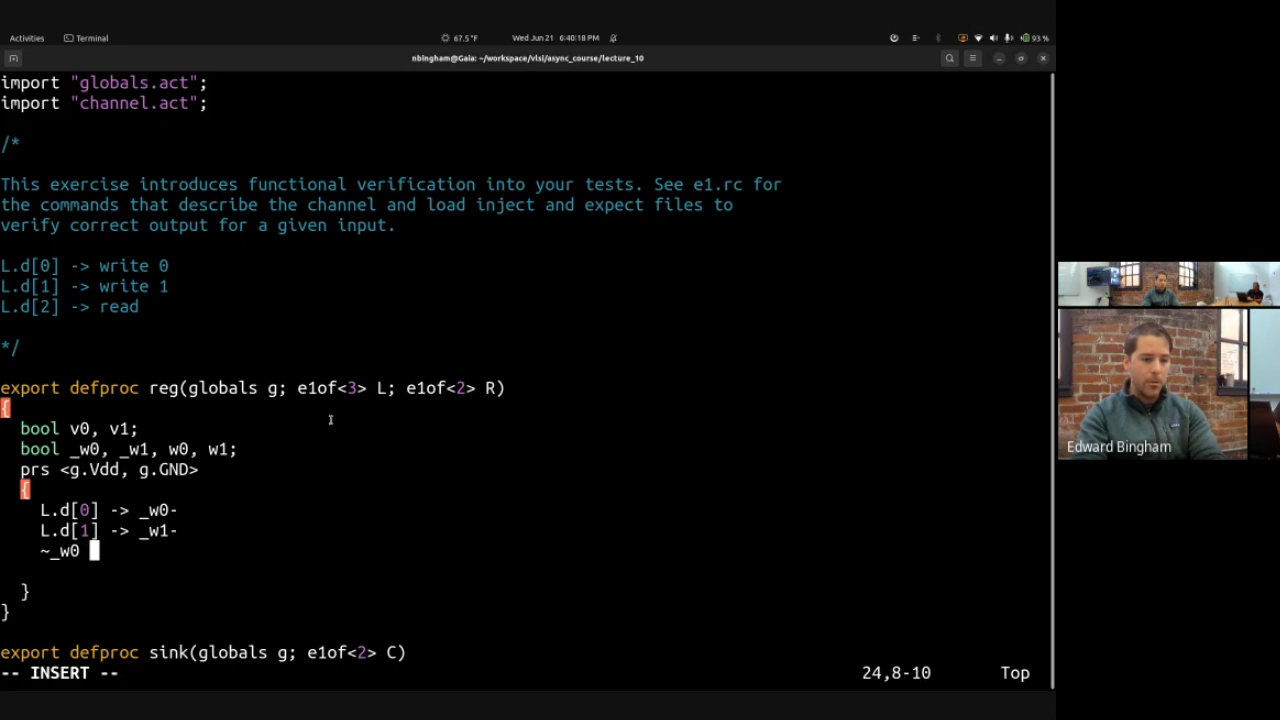 Activities
Terminal
67.5 °F
Wed Jun 21 6:40:18 PM
93 %
nbingham@Gaia: ~/workspace/vlsi/async_course/lecture_10
import "globals.act";
import "channel.act";
/*
This exercise introduces functional verification into your tests. See e1.rc for
the commands that describe the channel and load inject and expect files to
verify correct output for a given input.
L.d[0] -> write 0
L.d[1] -> write 1
L.d[2] -> read
*/
export defproc reg(globals g; e1of<3> L; e1of<2> R)
{
bool v0, v1;
bool _w0, _w1, w0, w1;
prs <g.Vdd, g.GND>
{
L.d[0] -> _w0-
L.d[1] -> _w1-
~_w0
}
}
export defproc sink(globals g; e1of<2> C)
-- INSERT --
24,8-10
Top
Edward Bingham